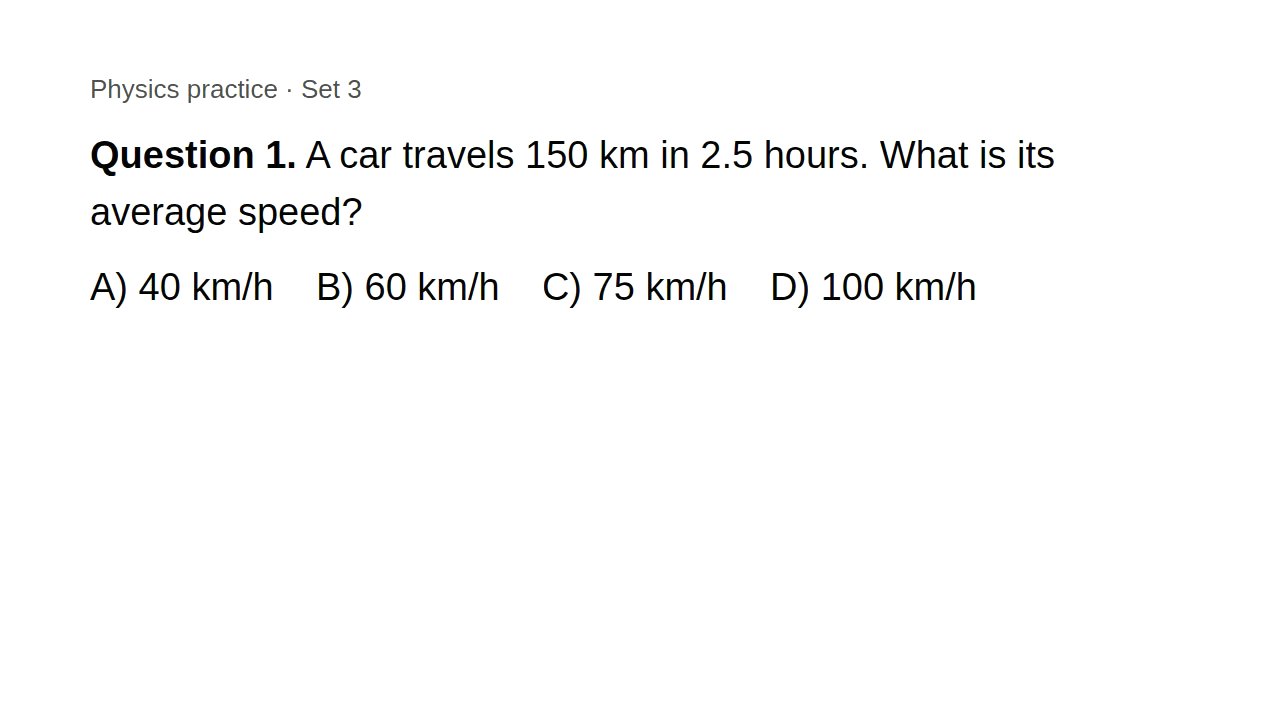 Physics practice · Set 3
Question 1. A car travels 150 km in 2.5 hours. What is its
average speed?
A) 40 km/h B) 60 km/h C) 75 km/h D) 100 km/h